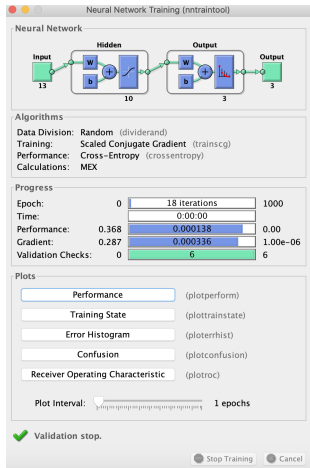 Neural Network Training (nntraintool)
Neural Network
Hidden Output
Input Output
W W
b b
13 10 3 3
Algorithms
Data Division: Random (dividerand)
Training: Scaled Conjugate Gradient (trainscg)
Performance: Cross-Entropy (crossentropy)
Calculations: MEX
Progress
Epoch: 0 18 iterations 1000
Time: 0:00:00
Performance: 0.368 0.000138 0.00
Gradient: 0.287 0.000336 1.00e-06
Validation Checks: 0 6 6
Plots
Performance (plotperform)
Training State (plottrainstate)
Error Histogram (ploterrhist)
Confusion (plotconfusion)
Receiver Operating Characteristic (plotroc)
Plot Interval: 1 epochs
Validation stop.
Stop Training Cancel